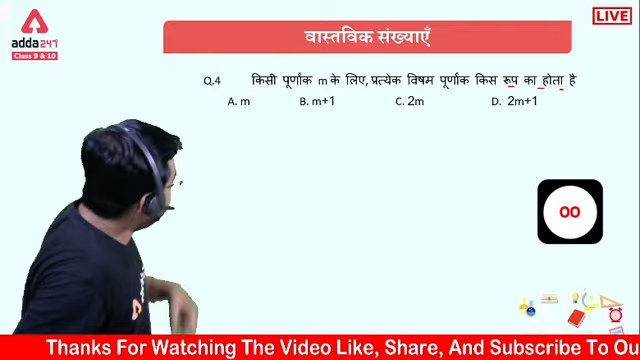 LIVE
वास्तविक संख्याएँ
adda247
Class 9 & 10
Q.4 किसी पूर्णांक m के लिए, प्रत्येक विषम पूर्णांक किस रूप का होता है
A. m B. m+1 C. 2m D. 2m+1
00
Thanks For Watching The Video Like, Share, And Subscribe To Ou